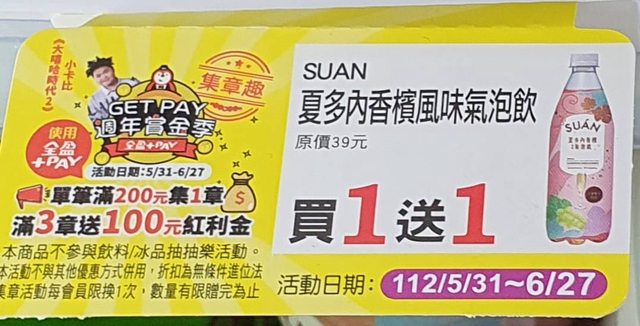 小卡比
《大嘻哈時代2》
集章趣
GET PAY
週年賞金季
全盈+PAY
使用
全盈
+PAY
活動日期:5/31-6/27
單筆滿200元集1章
滿3章送100元紅利金
本商品不參與飲料/冰品抽抽樂活動。
本活動不與其他優惠方式併用，折扣為無條件進位法
集章活動每會員限換1次，數量有限贈完為止
SUAN
夏多內香檳風味氣泡飲
原價39元
買1送1
活動日期：112/5/31~6/27
SUÁN
夏多內香檳